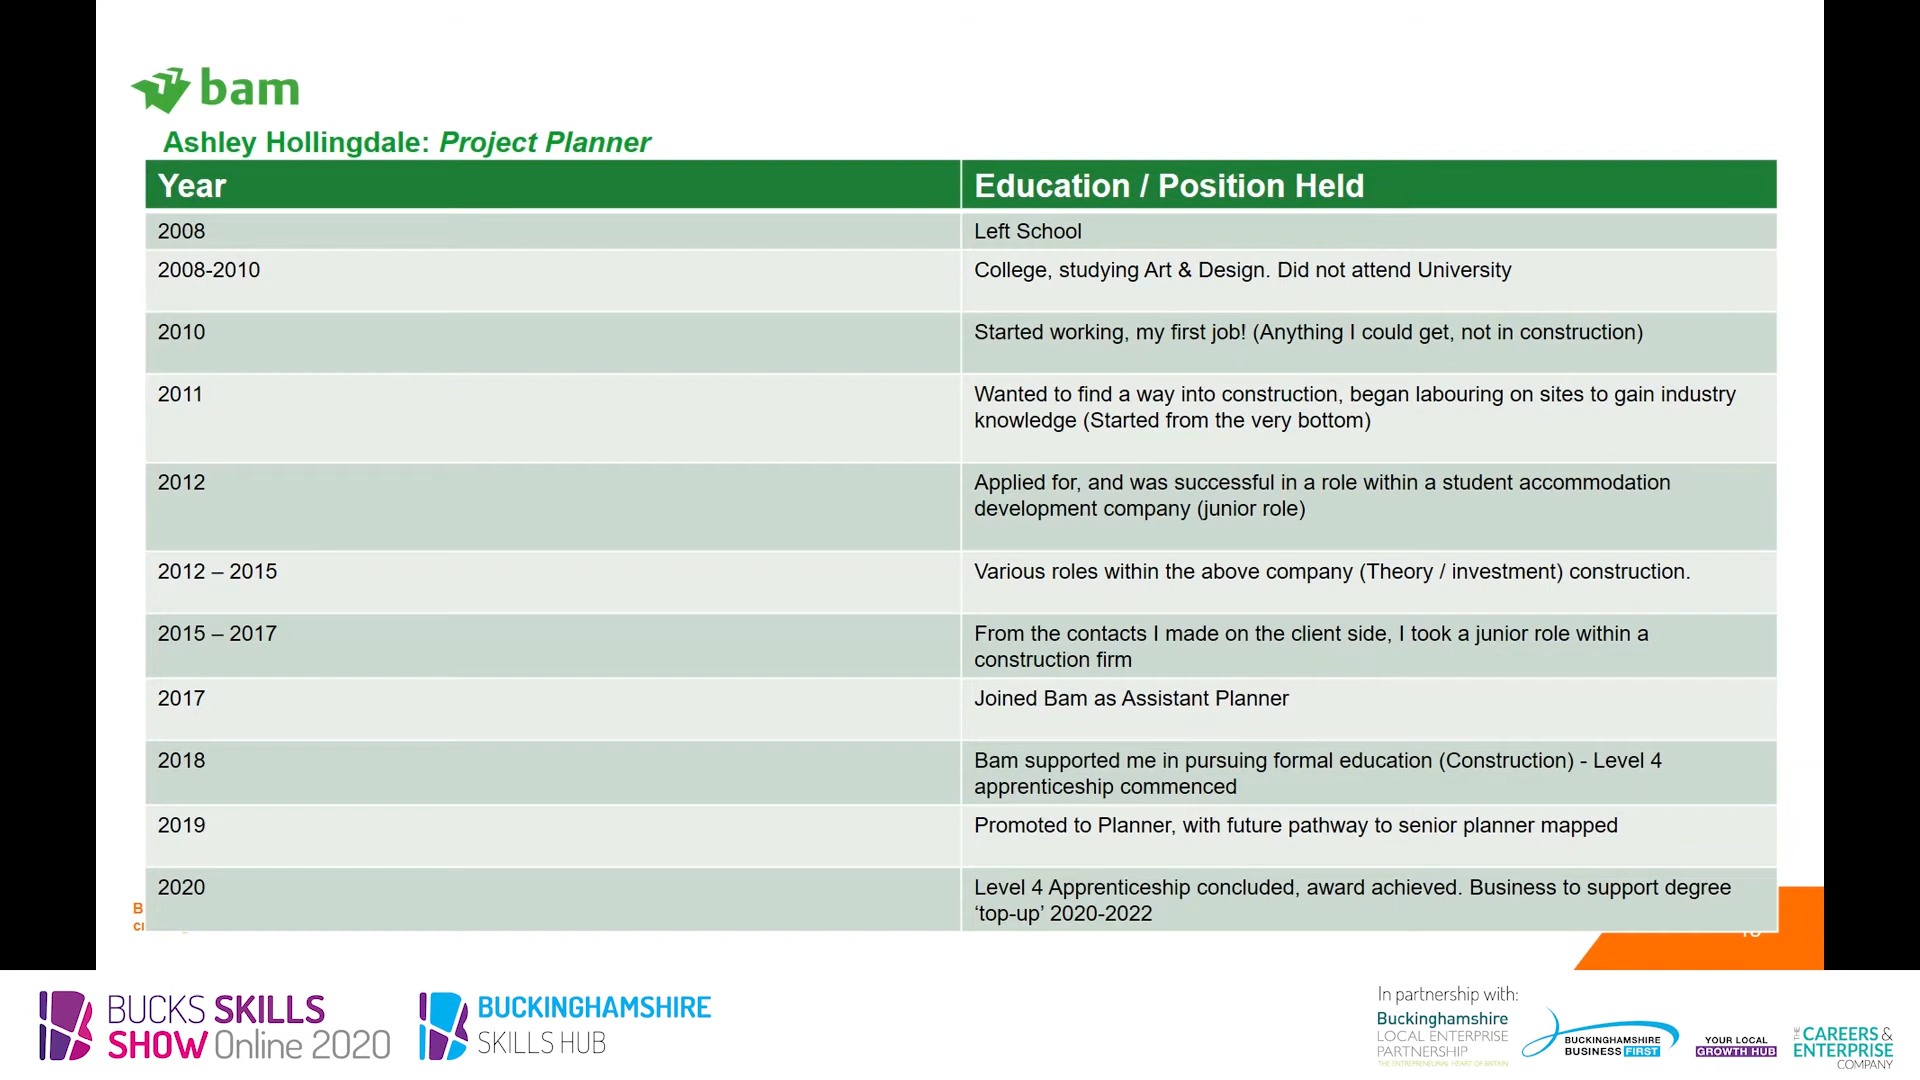 bam
Ashley Hollingdale: Project Planner
Year
Education / Position Held
2008
Left School
2008-2010
College, studying Art & Design. Did not attend University
2010
Started working, my first job! (Anything I could get, not in construction)
2011
Wanted to find a way into construction, began labouring on sites to gain industry
knowledge (Started from the very bottom)
2012
Applied for, and was successful in a role within a student accommodation
development company (junior role)
2012 – 2015
Various roles within the above company (Theory / investment) construction.
2015 – 2017
From the contacts I made on the client side, I took a junior role within a
construction firm
2017
Joined Bam as Assistant Planner
2018
Bam supported me in pursuing formal education (Construction) - Level 4
apprenticeship commenced
2019
Promoted to Planner, with future pathway to senior planner mapped
2020
Level 4 Apprenticeship concluded, award achieved. Business to support degree
‘top-up’ 2020-2022
BUCKS SKILLS
SHOW Online 2020
BUCKINGHAMSHIRE
SKILLS HUB
In partnership with:
Buckinghamshire
LOCAL ENTERPRISE
PARTNERSHIP
THE ENTREPRENEURIAL HEART OF BRITAIN
BUCKINGHAMSHIRE
BUSINESS FIRST
YOUR LOCAL
GROWTH HUB
THE CAREERS &
ENTERPRISE
COMPANY